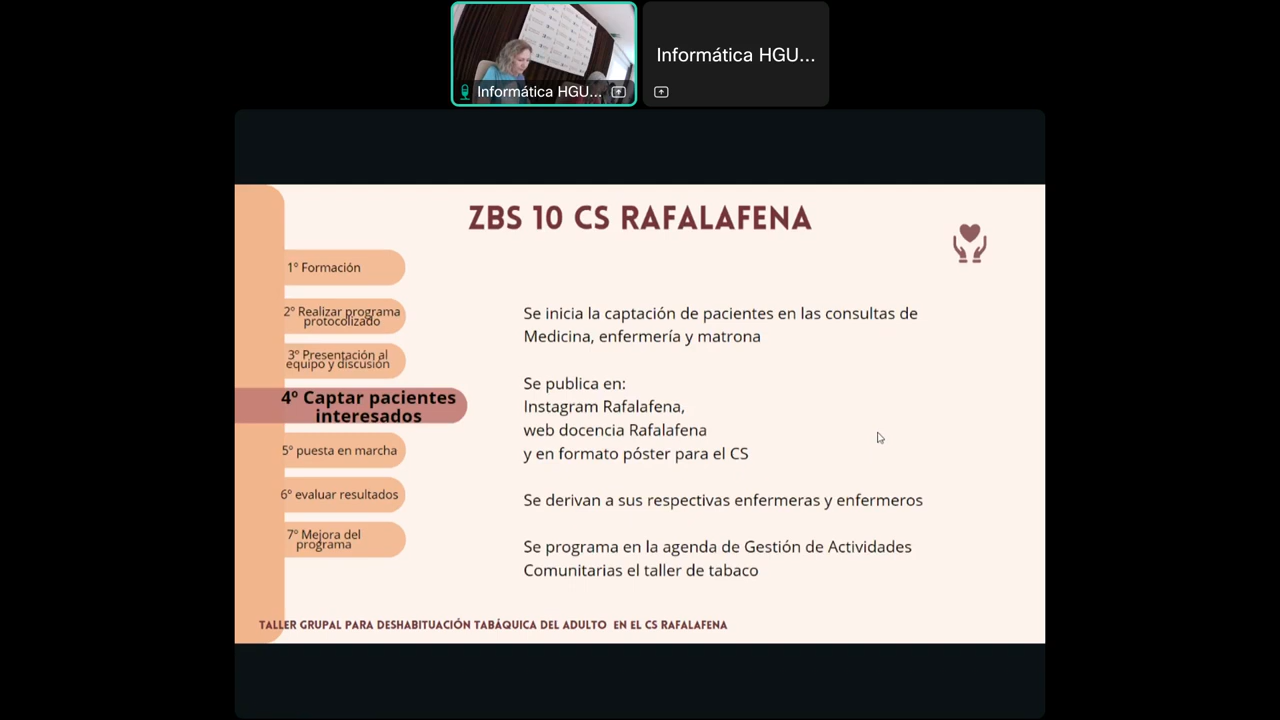 Informática HGU...
Informática HGU...
ZBS 10 CS RAFALAFENA
1º Formación
2º Realizar programa
protocolizado
3º Presentación al
equipo y discusión
4º Captar pacientes
interesados
5º puesta en marcha
6º evaluar resultados
7º Mejora del
programa
Se inicia la captación de pacientes en las consultas de
Medicina, enfermería y matrona
Se publica en:
Instagram Rafalafena,
web docencia Rafalafena
y en formato póster para el CS
Se derivan a sus respectivas enfermeras y enfermeros
Se programa en la agenda de Gestión de Actividades
Comunitarias el taller de tabaco
TALLER GRUPAL PARA DESHABITUACIÓN TABÁQUICA DEL ADULTO EN EL CS RAFALAFENA